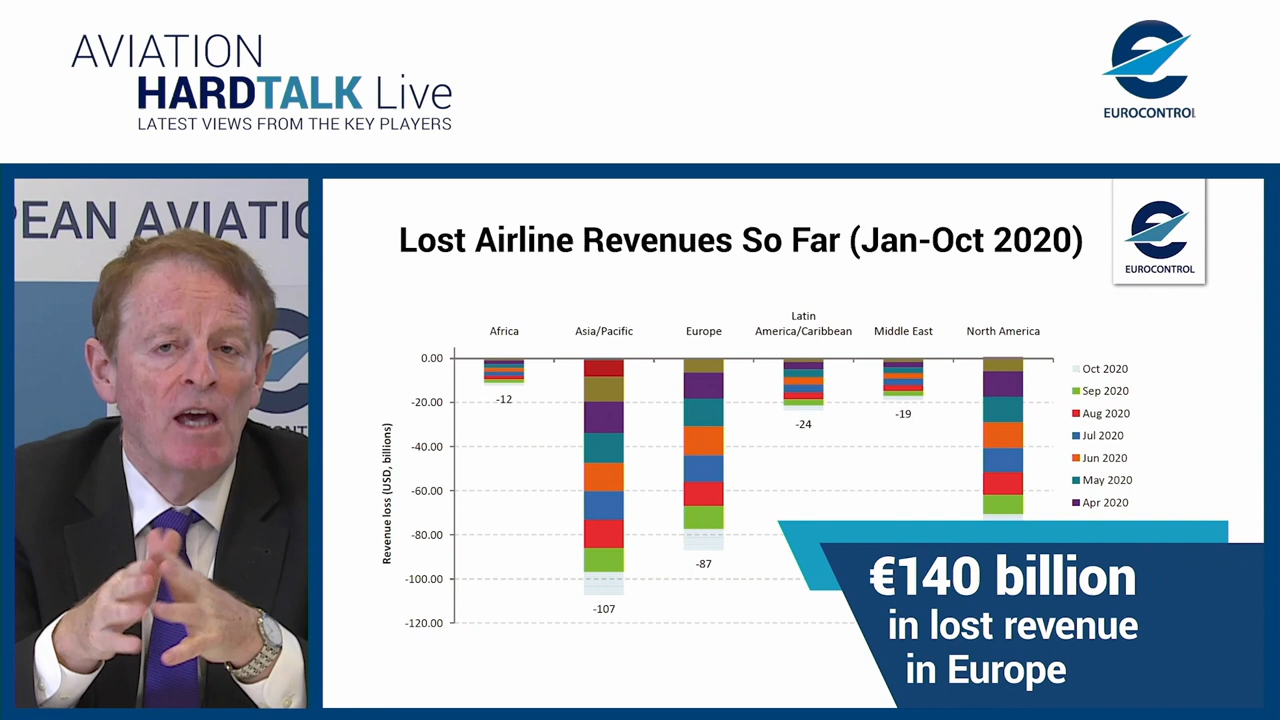 AVIATION
HARDTALK Live
LATEST VIEWS FROM THE KEY PLAYERS
EUROCONTROL
EAN AVIATIO
Lost Airline Revenues So Far (Jan-Oct 2020)
EUROCONTROL
Africa
Asia/Pacific
Europe
Latin
America/Caribbean
Middle East
North America
Revenue loss (USD, billions)
0.00
-20.00
-40.00
-60.00
-80.00
-100.00
-120.00
-12
-107
-87
-24
-19
Oct 2020
Sep 2020
Aug 2020
Jul 2020
Jun 2020
May 2020
Apr 2020
€140 billion
in lost revenue
in Europe